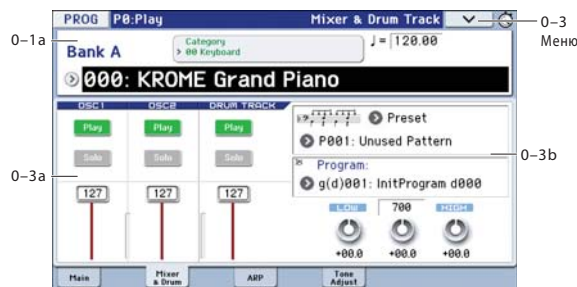 PROG P0:Play Mixer & Drum Track
0–3
Меню
0–1a
Bank A
Category
00 Keyboard
♩= 120.00
000: KROME Grand Piano
OSC1 OSC2 DRUM TRACK
Play Play Play
Solo Solo Solo
Preset
P001: Unused Pattern
0–3b
Program:
g(d)001: InitProgram d000
0–3a
127 127 127
LOW 700 HIGH
+00.0 +00.0 +00.0
Main Mixer & Drum ARP Tone Adjust